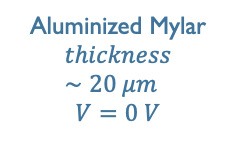 Aluminized Mylar
thickness
~ 20 μm
V = 0 V